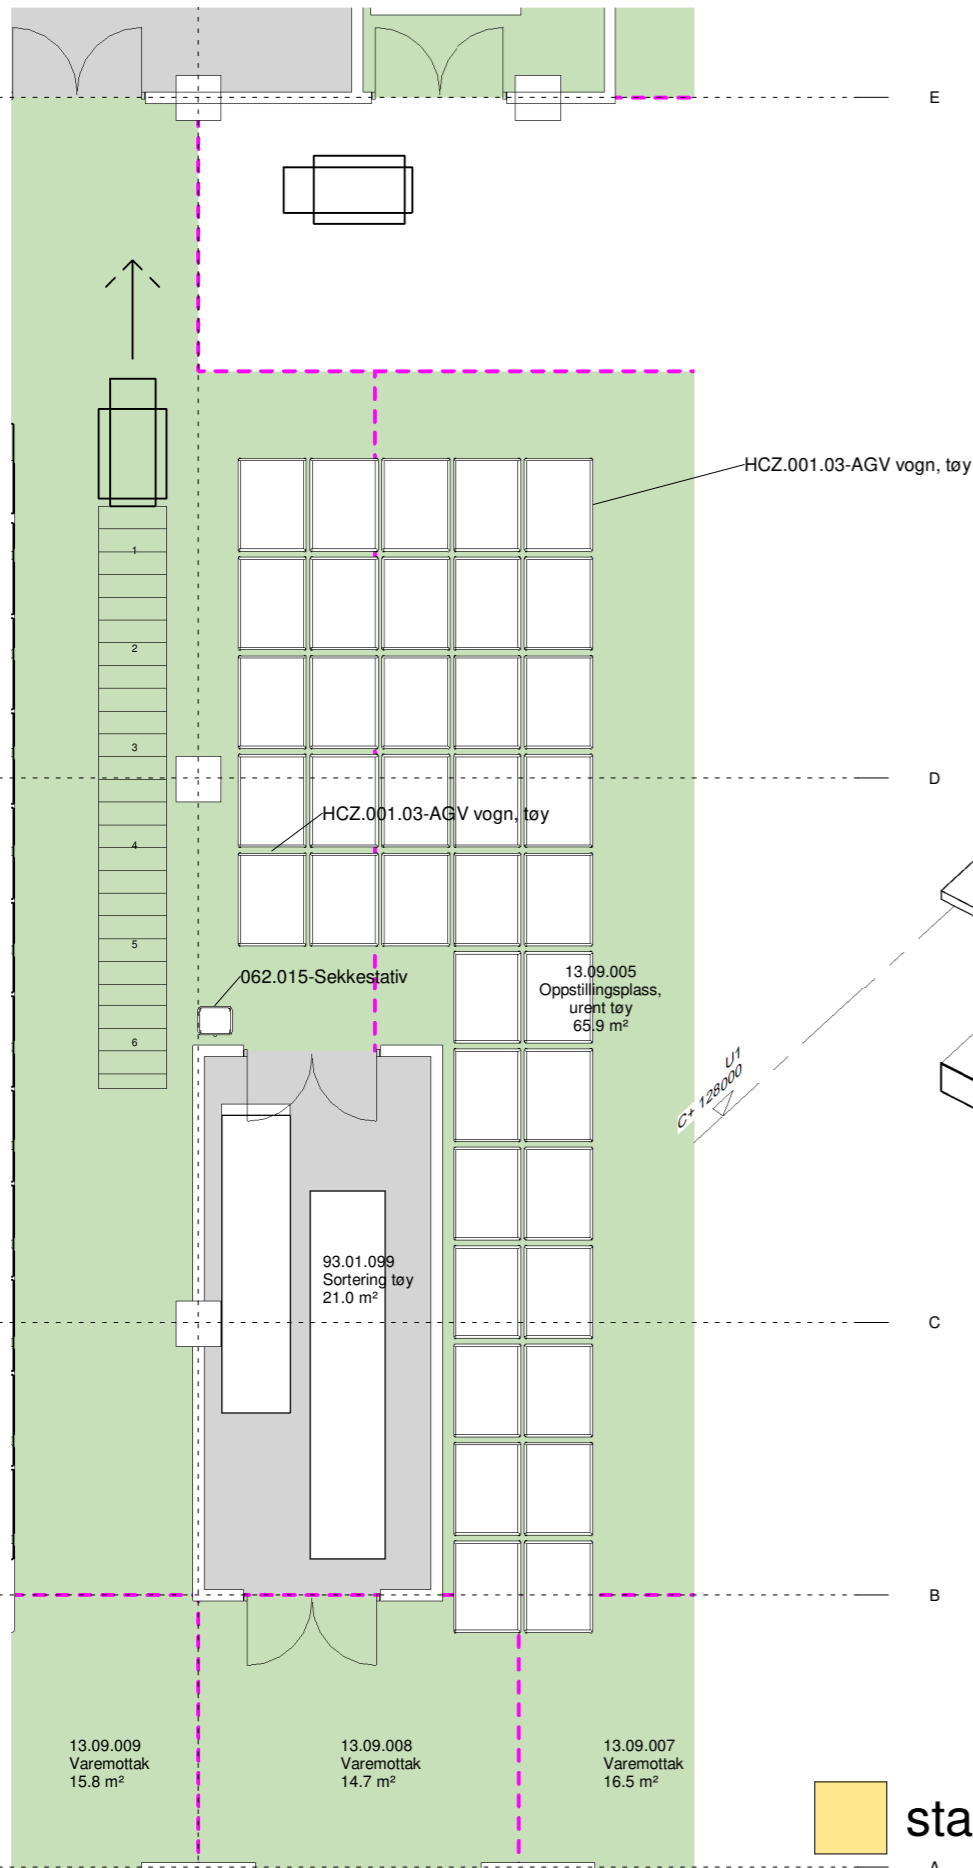 E
HCZ.001.03-AGV vogn, tøy
1
2
3
D
HCZ.001.03-AGV vogn, tøy
4
5
062.015-Sekkestativ
13.09.005
Oppstillingsplass,
urent tøy
65.9 m²
6
U1
C+ 128000
93.01.099
Sortering tøy
21.0 m²
C
B
13.09.009
Varemottak
15.8 m²
13.09.008
Varemottak
14.7 m²
13.09.007
Varemottak
16.5 m²
sta
A